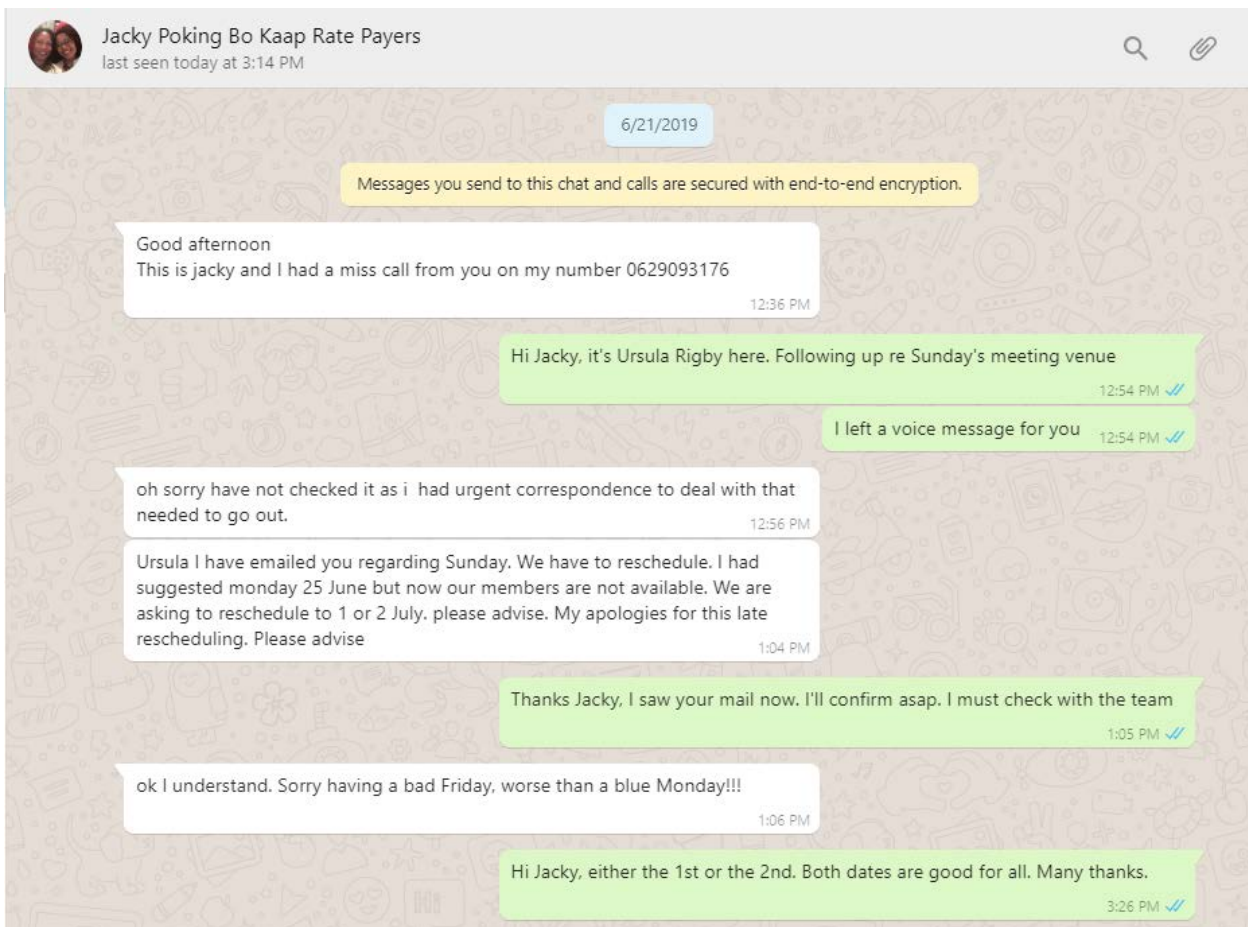 Jacky Poking Bo Kaap Rate Payers
last seen today at 3:14 PM
6/21/2019
Messages you send to this chat and calls are secured with end-to-end encryption.
Good afternoon
This is jacky and I had a miss call from you on my number 0629093176
12:36 PM
Hi Jacky, it's Ursula Rigby here. Following up re Sunday's meeting venue
12:54 PM
I left a voice message for you 12:54 PM
oh sorry have not checked it as i  had urgent correspondence to deal with that
needed to go out.
12:56 PM
Ursula I have emailed you regarding Sunday. We have to reschedule. I had
suggested monday 25 June but now our members are not available. We are
asking to reschedule to 1 or 2 July. please advise. My apologies for this late
rescheduling. Please advise
1:04 PM
Thanks Jacky, I saw your mail now. I'll confirm asap. I must check with the team
1:05 PM
ok I understand. Sorry having a bad Friday, worse than a blue Monday!!!
1:06 PM
Hi Jacky, either the 1st or the 2nd. Both dates are good for all. Many thanks.
3:26 PM